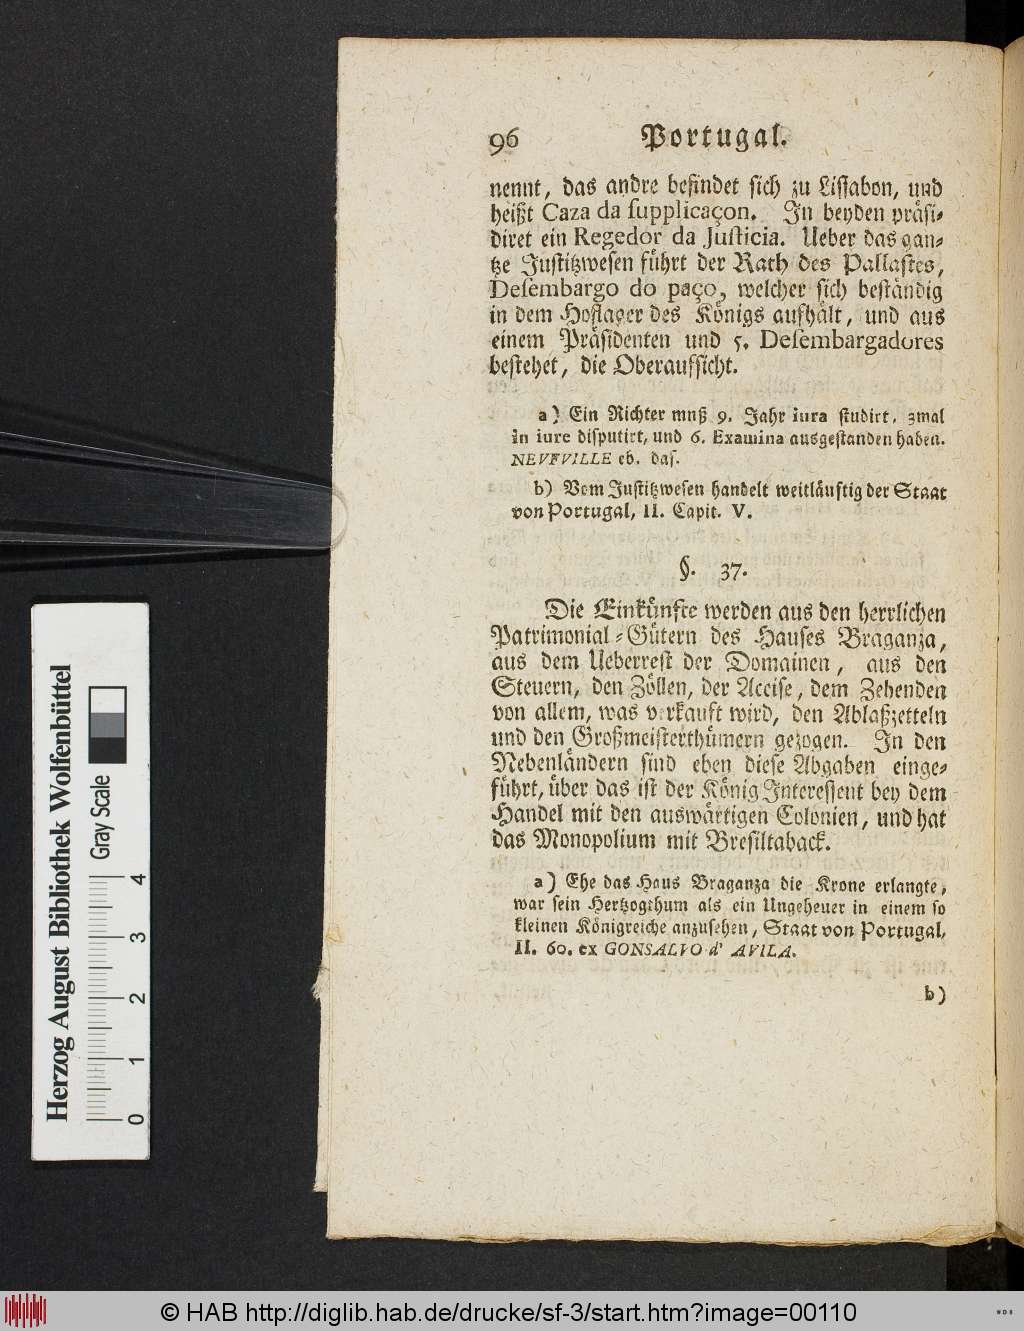 96 Portugal.
nennt, das andre befindet sich zu Lissabon, und
heißt Caza da ſupplicaçon. In beyden präsi-
diret ein Regedor da Juſticia. Ueber das gan-
tze Justitzwesen führt der Rath des Pallastes,
Deſembargo do paço, welcher sich beständig
in dem Hoflager des Königs aufhält, und aus
einem Präsidenten und 5. Deſembargadores
bestehet, die Oberaufsicht.
a) Ein Richter muß 9. Jahr iura studirt, 3mal
in iure disputirt, und 6. Examina ausgestanden haben.
NEVFVILLE eb. das.
b) Vom Justitzwesen handelt weitläuftig der Staat
von Portugal, II. Capit. V.
§. 37.
Die Einkünfte werden aus den herrlichen
Patrimonial-Gütern des Hauses Braganza,
aus dem Ueberrest der Domainen, aus den
Steuern, den Zöllen, der Accise, dem Zehenden
von allem, was verkauft wird, den Ablaßzetteln
und den Großmeisterthümern gezogen. In den
Nebenländern sind eben diese Abgaben einge-
führt, über das ist der König Interessent bey dem
Handel mit den auswärtigen Colonien, und hat
das Monopolium mit Bresiltaback.
a) Ehe das Haus Braganza die Krone erlangte,
war sein Hertzogthum als ein Ungeheuer in einem so
kleinen Königreiche anzusehen, Staat von Portugal,
II. 60. ex GONSALVO d' AVILA.
b)
Herzog August Bibliothek Wolfenbüttel
Gray Scale
0 1 2 3 4
© HAB http://diglib.hab.de/drucke/sf-3/start.htm?image=00110